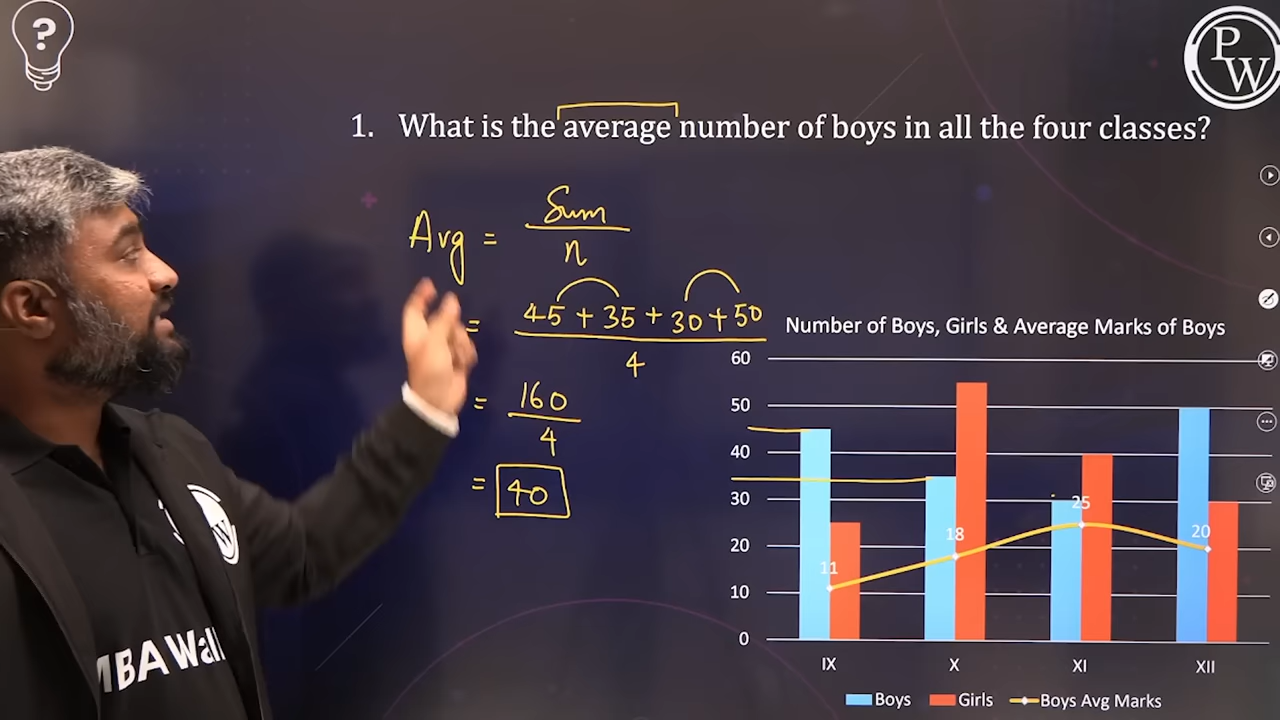 ?
PW
1. What is the average number of boys in all the four classes?
Avg = Sum / n
= 45 + 35 + 30 + 50 / 4
= 160 / 4
= 40
Number of Boys, Girls & Average Marks of Boys
60
50
40
30
20
10
0
11
18
25
20
IX X XI XII
Boys Girls Boys Avg Marks
W
MBA Wall